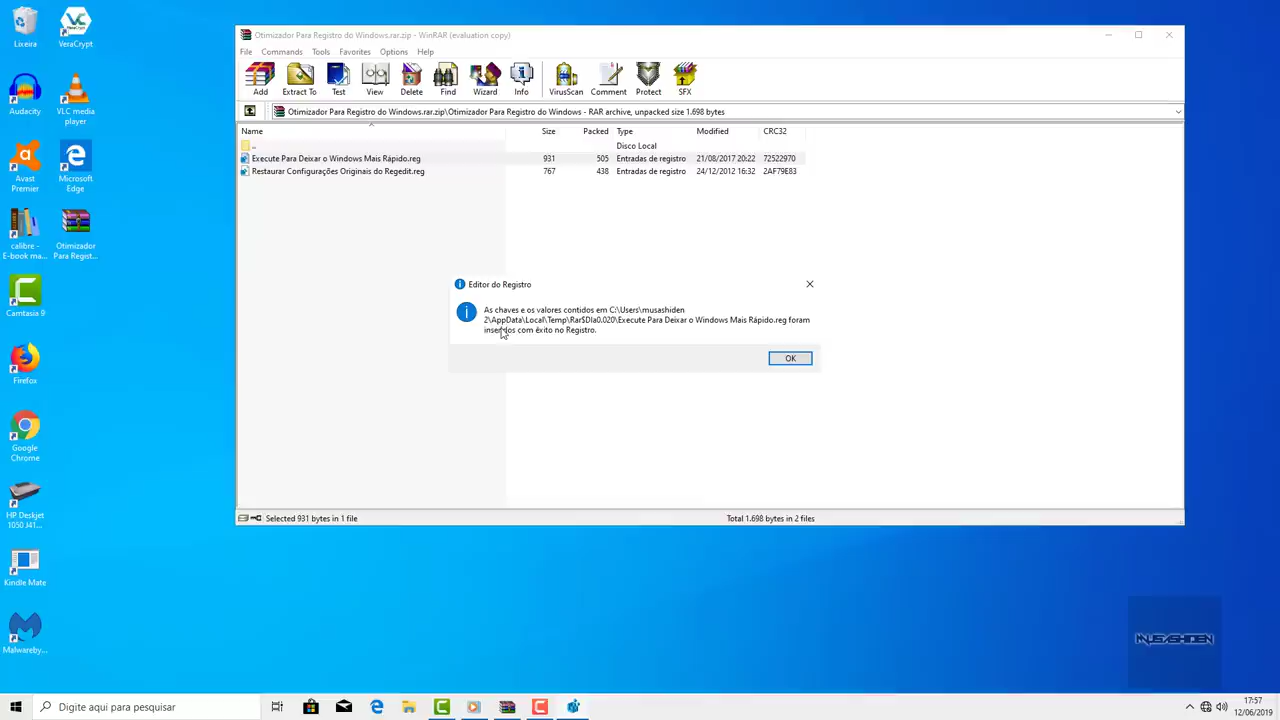 Lixeira
VeraCrypt
Audacity
VLC media
player
Avast
Premier
Microsoft
Edge
calibre -
E-book ma...
Otimizador
Para Regist...
Camtasia 9
Firefox
Google
Chrome
HP Deskjet
1050 J41...
Kindle Mate
Malwareby...
Otimizador Para Registro do Windows.rar.zip - WinRAR (evaluation copy)
File Commands Tools Favorites Options Help
Add Extract To Test View Delete Find Wizard Info VirusScan Comment Protect SFX
Otimizador Para Registro do Windows.rar.zip\Otimizador Para Registro do Windows - RAR archive, unpacked size 1.698 bytes
Name Size Packed Type Modified CRC32
.. Disco Local
Execute Para Deixar o Windows Mais Rápido.reg 931 505 Entradas de registro 21/08/2017 20:22 72522970
Restaurar Configurações Originais do Regedit.reg 767 438 Entradas de registro 24/12/2012 16:32 2AF79E83
Editor do Registro
As chaves e os valores contidos em C:\Users\musashiden
2\AppData\Local\Temp\Rar$DIa0.020\Execute Para Deixar o Windows Mais Rápido.reg foram
inseridos com êxito no Registro.
OK
Selected 931 bytes in 1 file Total 1.698 bytes in 2 files
MUSASHIDEN
Digite aqui para pesquisar
17:57
12/06/2019